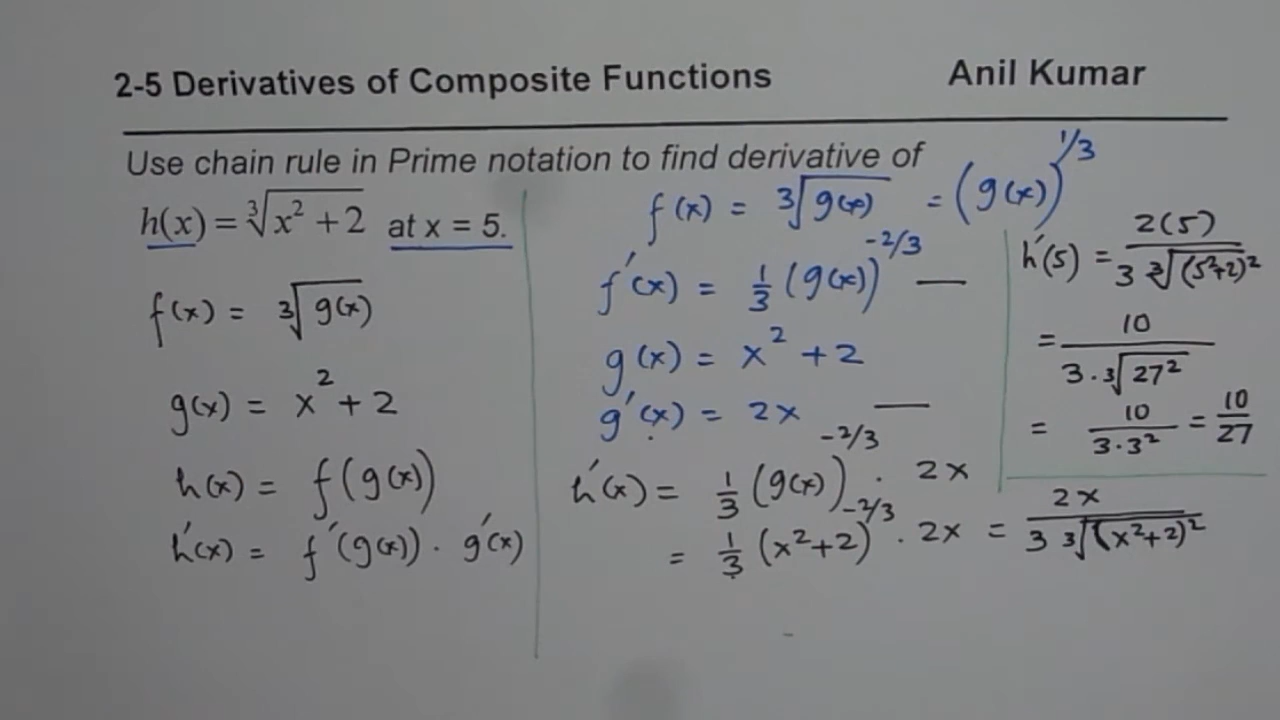 2-5 Derivatives of Composite Functions Anil Kumar
Use chain rule in Prime notation to find derivative of
h(x) = ∛(x² + 2) at x = 5.
f(x) = ∛g(x)
g(x) = x² + 2
h(x) = f(g(x))
h'(x) = f'(g(x)) · g'(x)
f(x) = ∛g(x) = (g(x))^1/3
f'(x) = 1/3 (g(x))^-2/3 —
g(x) = x² + 2
g'(x) = 2x —
h'(x) = 1/3 (g(x))^-2/3 · 2x
= 1/3 (x²+2)^-2/3 · 2x = 2x / 3 ∛(x²+2)²
h'(5) = 2(5) / 3 ∛(5²+2)²
= 10 / 3·∛27²
= 10 / 3·3² = 10/27